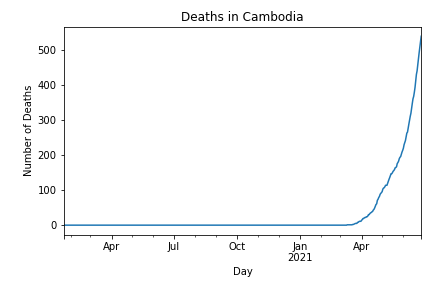 Deaths in Cambodia
Number of Deaths
500
400
300
200
100
0
Apr
Jul
Oct
Jan
2021
Apr
Day